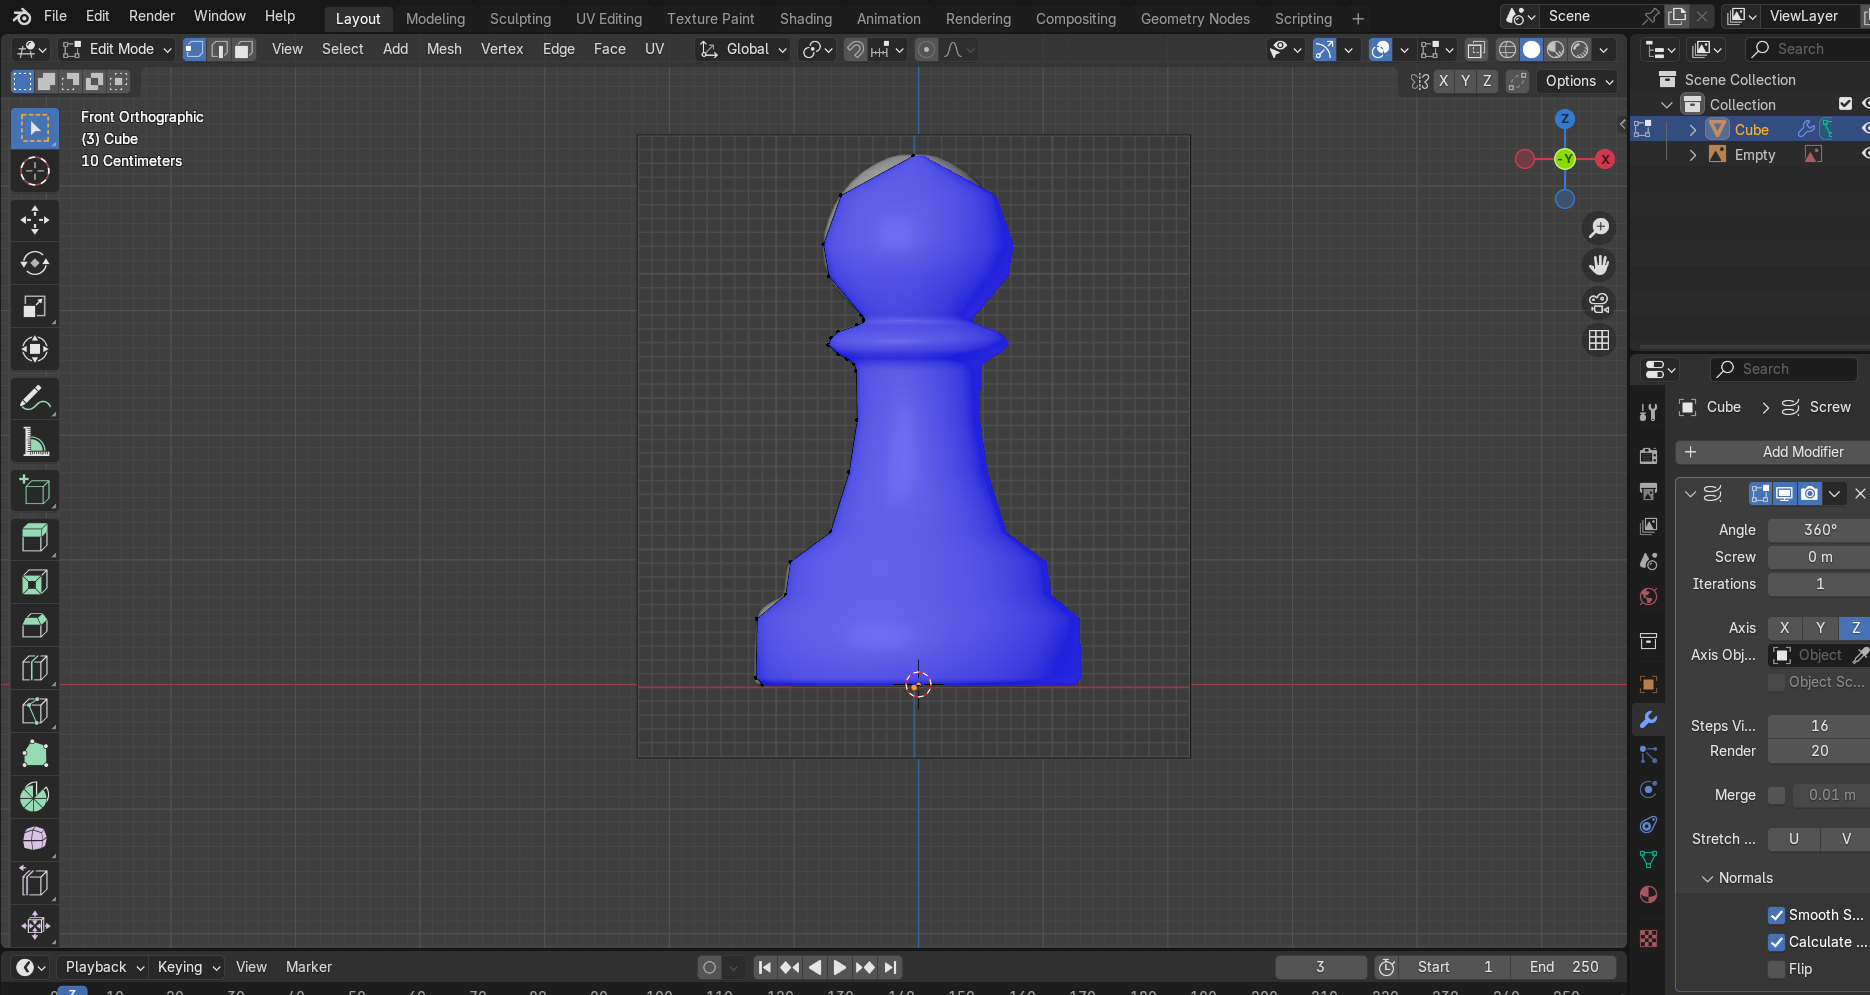 File Edit Render Window Help Layout Modeling Sculpting UV Editing Texture Paint Shading Animation Rendering Compositing Geometry Nodes Scripting + Scene ViewLayer
Edit Mode View Select Add Mesh Vertex Edge Face UV Global Search
X Y Z Options
Scene Collection
Collection
Cube
Empty
Front Orthographic
(3) Cube
10 Centimeters
Z
-Y X
Search
Cube > Screw
+ Add Modifier
Angle 360°
Screw 0 m
Iterations 1
Axis X Y Z
Axis Obj... Object
Object Sc...
Steps Vi... 16
Render 20
Merge 0.01 m
Stretch ... U V
Normals
Smooth S...
Calculate ...
Flip
Playback Keying View Marker 3 Start 1 End 250